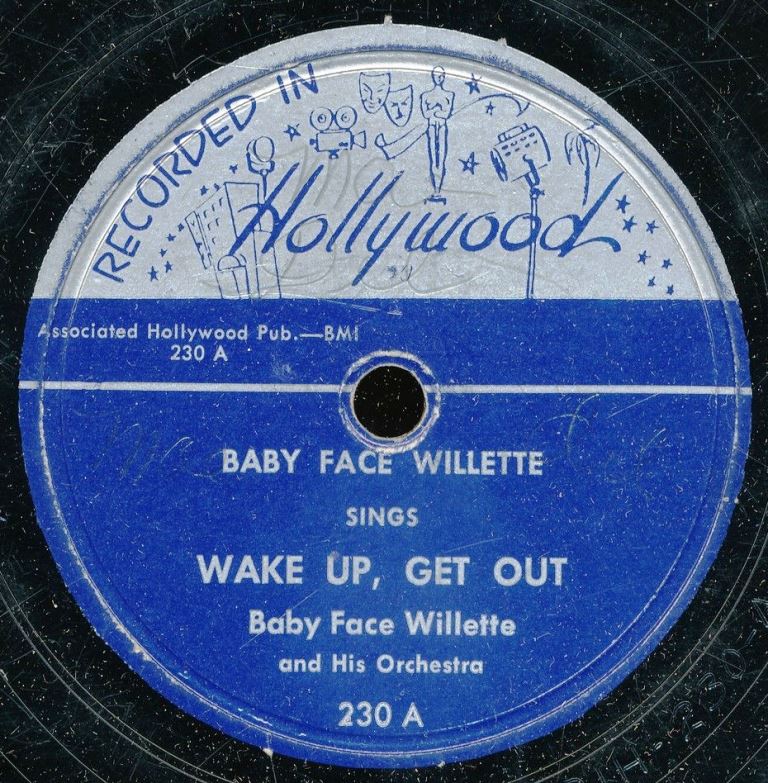 RECORDED IN
Hollywood
Associated Hollywood Pub.—BMI
230 A
BABY FACE WILLETTE
SINGS
WAKE UP, GET OUT
Baby Face Willette
and His Orchestra
230 A